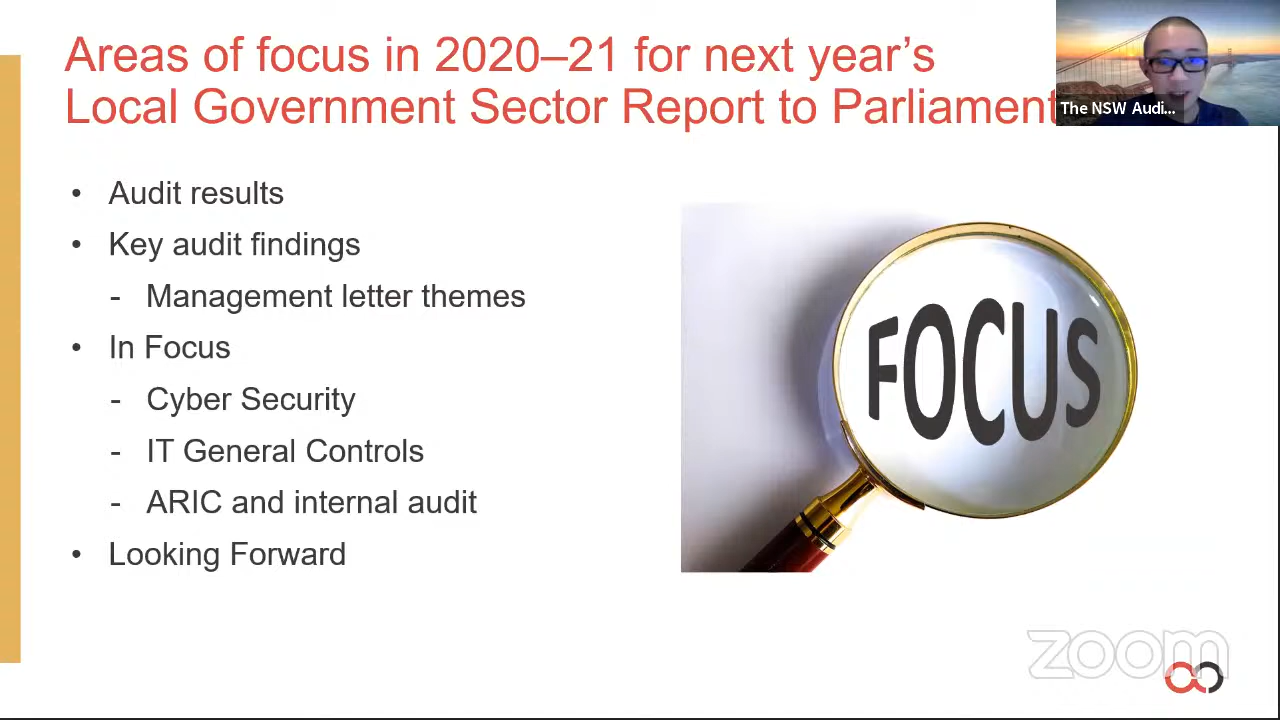 Areas of focus in 2020–21 for next year’s
Local Government Sector Report to Parliament
The NSW Audi...
• Audit results
• Key audit findings
- Management letter themes
• In Focus
- Cyber Security
- IT General Controls
- ARIC and internal audit
• Looking Forward
FOCUS
zoom